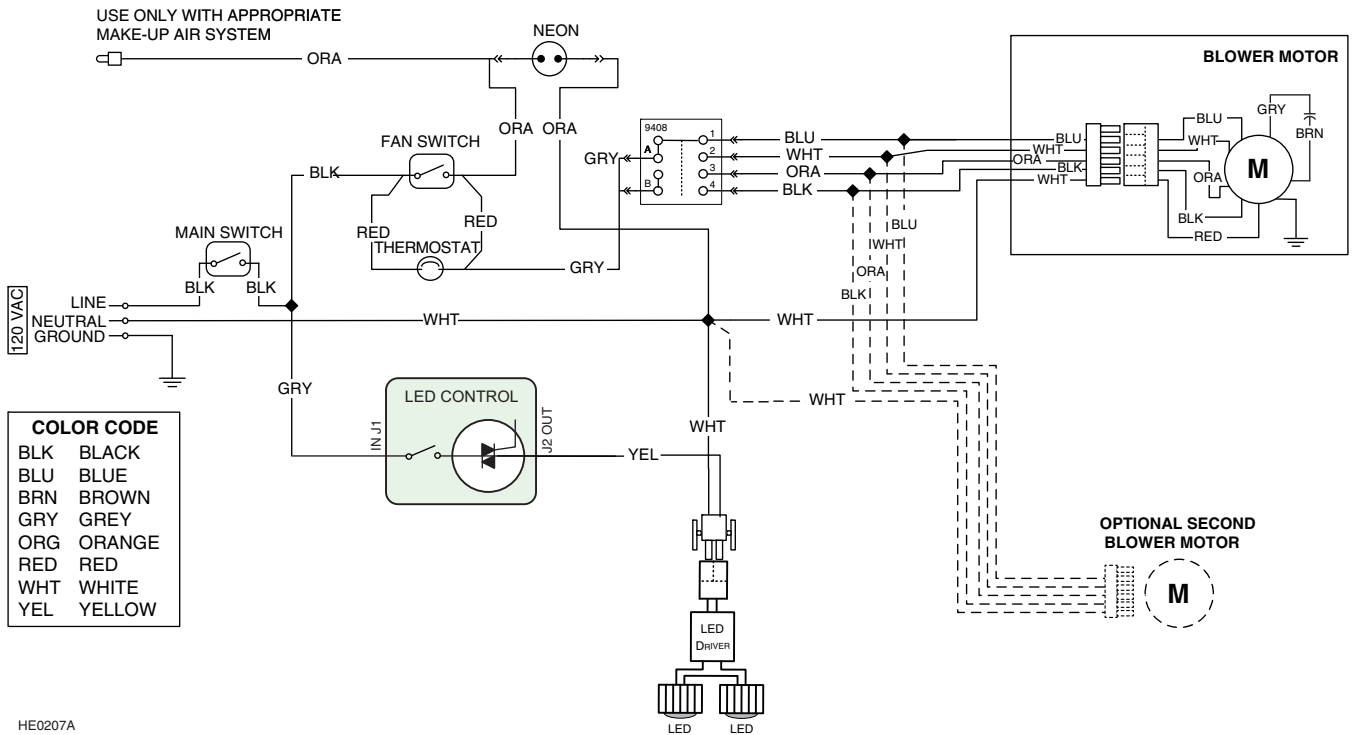 USE ONLY WITH APPROPRIATE
MAKE-UP AIR SYSTEM
ORA
NEON
ORA ORA
FAN SWITCH
BLK
RED
RED
THERMOSTAT
GRY
MAIN SWITCH
BLK
BLK
120 VAC
LINE
NEUTRAL
GROUND
WHT
GRY
9408
A
B
1
2
3
4
GRY
BLU
WHT
ORA
BLK
BLOWER MOTOR
BLU
WHT
ORA
BLK
WHT
BLU
WHT
ORA
BLK
RED
GRY
BRN
M
BLU
WHT
ORA
BLK
WHT
WHT
WHT
LED CONTROL
IN J1
J2 OUT
YEL
COLOR CODE
BLK BLACK
BLU BLUE
BRN BROWN
GRY GREY
ORG ORANGE
RED RED
WHT WHITE
YEL YELLOW
OPTIONAL SECOND
BLOWER MOTOR
M
LED
DRIVER
LED
LED
HE0207A